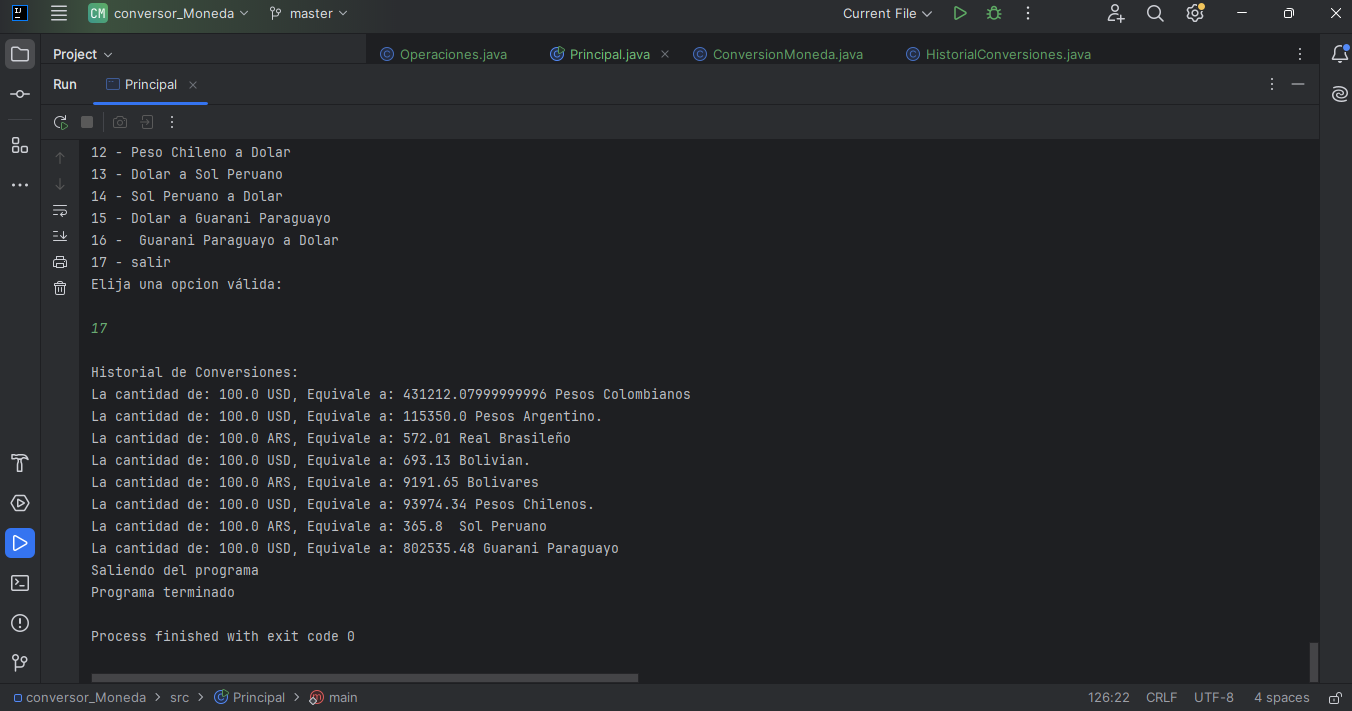 CM conversor_Moneda master Current File
Project Operaciones.java Principal.java ConversionMoneda.java HistorialConversiones.java
Run Principal
12 - Peso Chileno a Dolar
13 - Dolar a Sol Peruano
14 - Sol Peruano a Dolar
15 - Dolar a Guarani Paraguayo
16 -  Guarani Paraguayo a Dolar
17 - salir
Elija una opcion válida:
17
Historial de Conversiones:
La cantidad de: 100.0 USD, Equivale a: 431212.07999999996 Pesos Colombianos
La cantidad de: 100.0 USD, Equivale a: 115350.0 Pesos Argentino.
La cantidad de: 100.0 ARS, Equivale a: 572.01 Real Brasileño
La cantidad de: 100.0 USD, Equivale a: 693.13 Bolivian.
La cantidad de: 100.0 ARS, Equivale a: 9191.65 Bolivares
La cantidad de: 100.0 USD, Equivale a: 93974.34 Pesos Chilenos.
La cantidad de: 100.0 ARS, Equivale a: 365.8  Sol Peruano
La cantidad de: 100.0 USD, Equivale a: 802535.48 Guarani Paraguayo
Saliendo del programa
Programa terminado
Process finished with exit code 0
conversor_Moneda > src > Principal > main 126:22 CRLF UTF-8 4 spaces